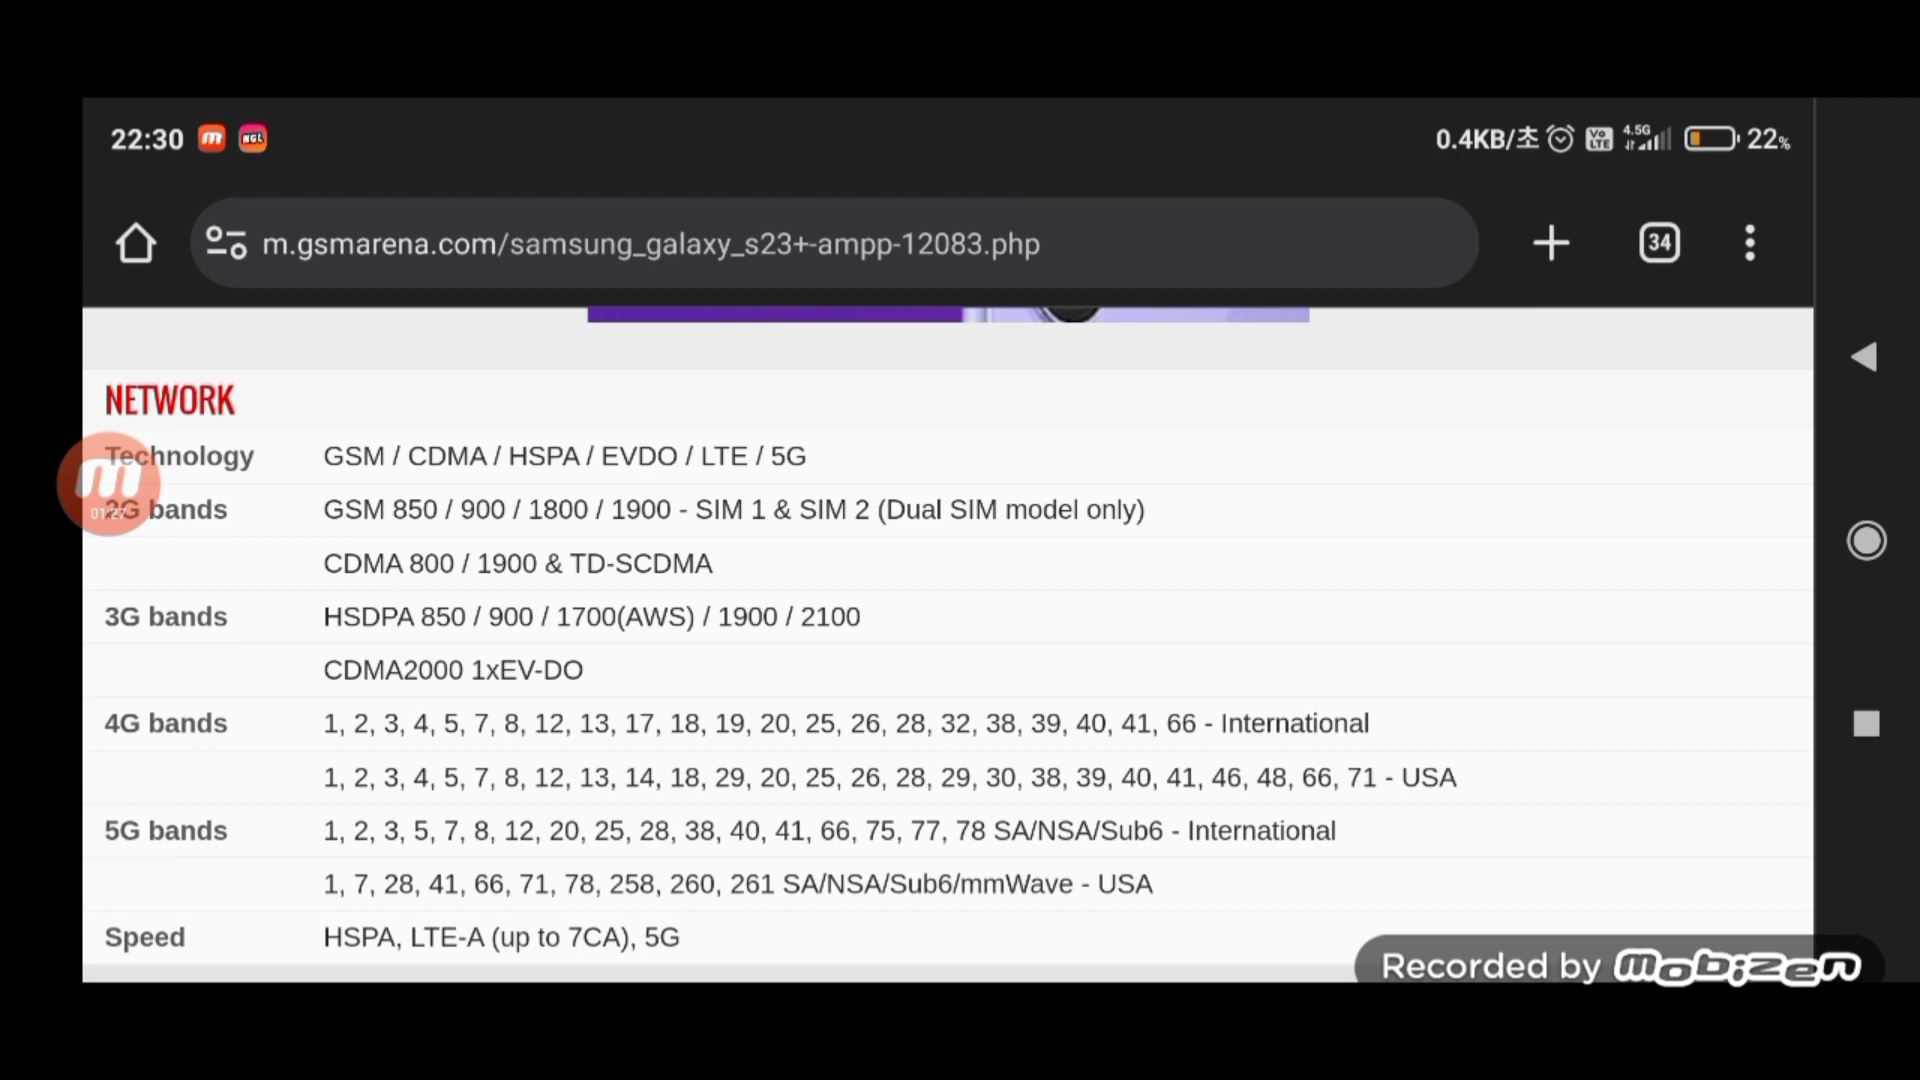 22:30 m NGL 0.4KB/초 Vo LTE 4.5G 22%
m.gsmarena.com/samsung_galaxy_s23+-ampp-12083.php 34
NETWORK
Technology GSM / CDMA / HSPA / EVDO / LTE / 5G
2G bands GSM 850 / 900 / 1800 / 1900 - SIM 1 & SIM 2 (Dual SIM model only)
01:27
CDMA 800 / 1900 & TD-SCDMA
3G bands HSDPA 850 / 900 / 1700(AWS) / 1900 / 2100
CDMA2000 1xEV-DO
4G bands 1, 2, 3, 4, 5, 7, 8, 12, 13, 17, 18, 19, 20, 25, 26, 28, 32, 38, 39, 40, 41, 66 - International
1, 2, 3, 4, 5, 7, 8, 12, 13, 14, 18, 29, 20, 25, 26, 28, 29, 30, 38, 39, 40, 41, 46, 48, 66, 71 - USA
5G bands 1, 2, 3, 5, 7, 8, 12, 20, 25, 28, 38, 40, 41, 66, 75, 77, 78 SA/NSA/Sub6 - International
1, 7, 28, 41, 66, 71, 78, 258, 260, 261 SA/NSA/Sub6/mmWave - USA
Speed HSPA, LTE-A (up to 7CA), 5G
Recorded by mobizen